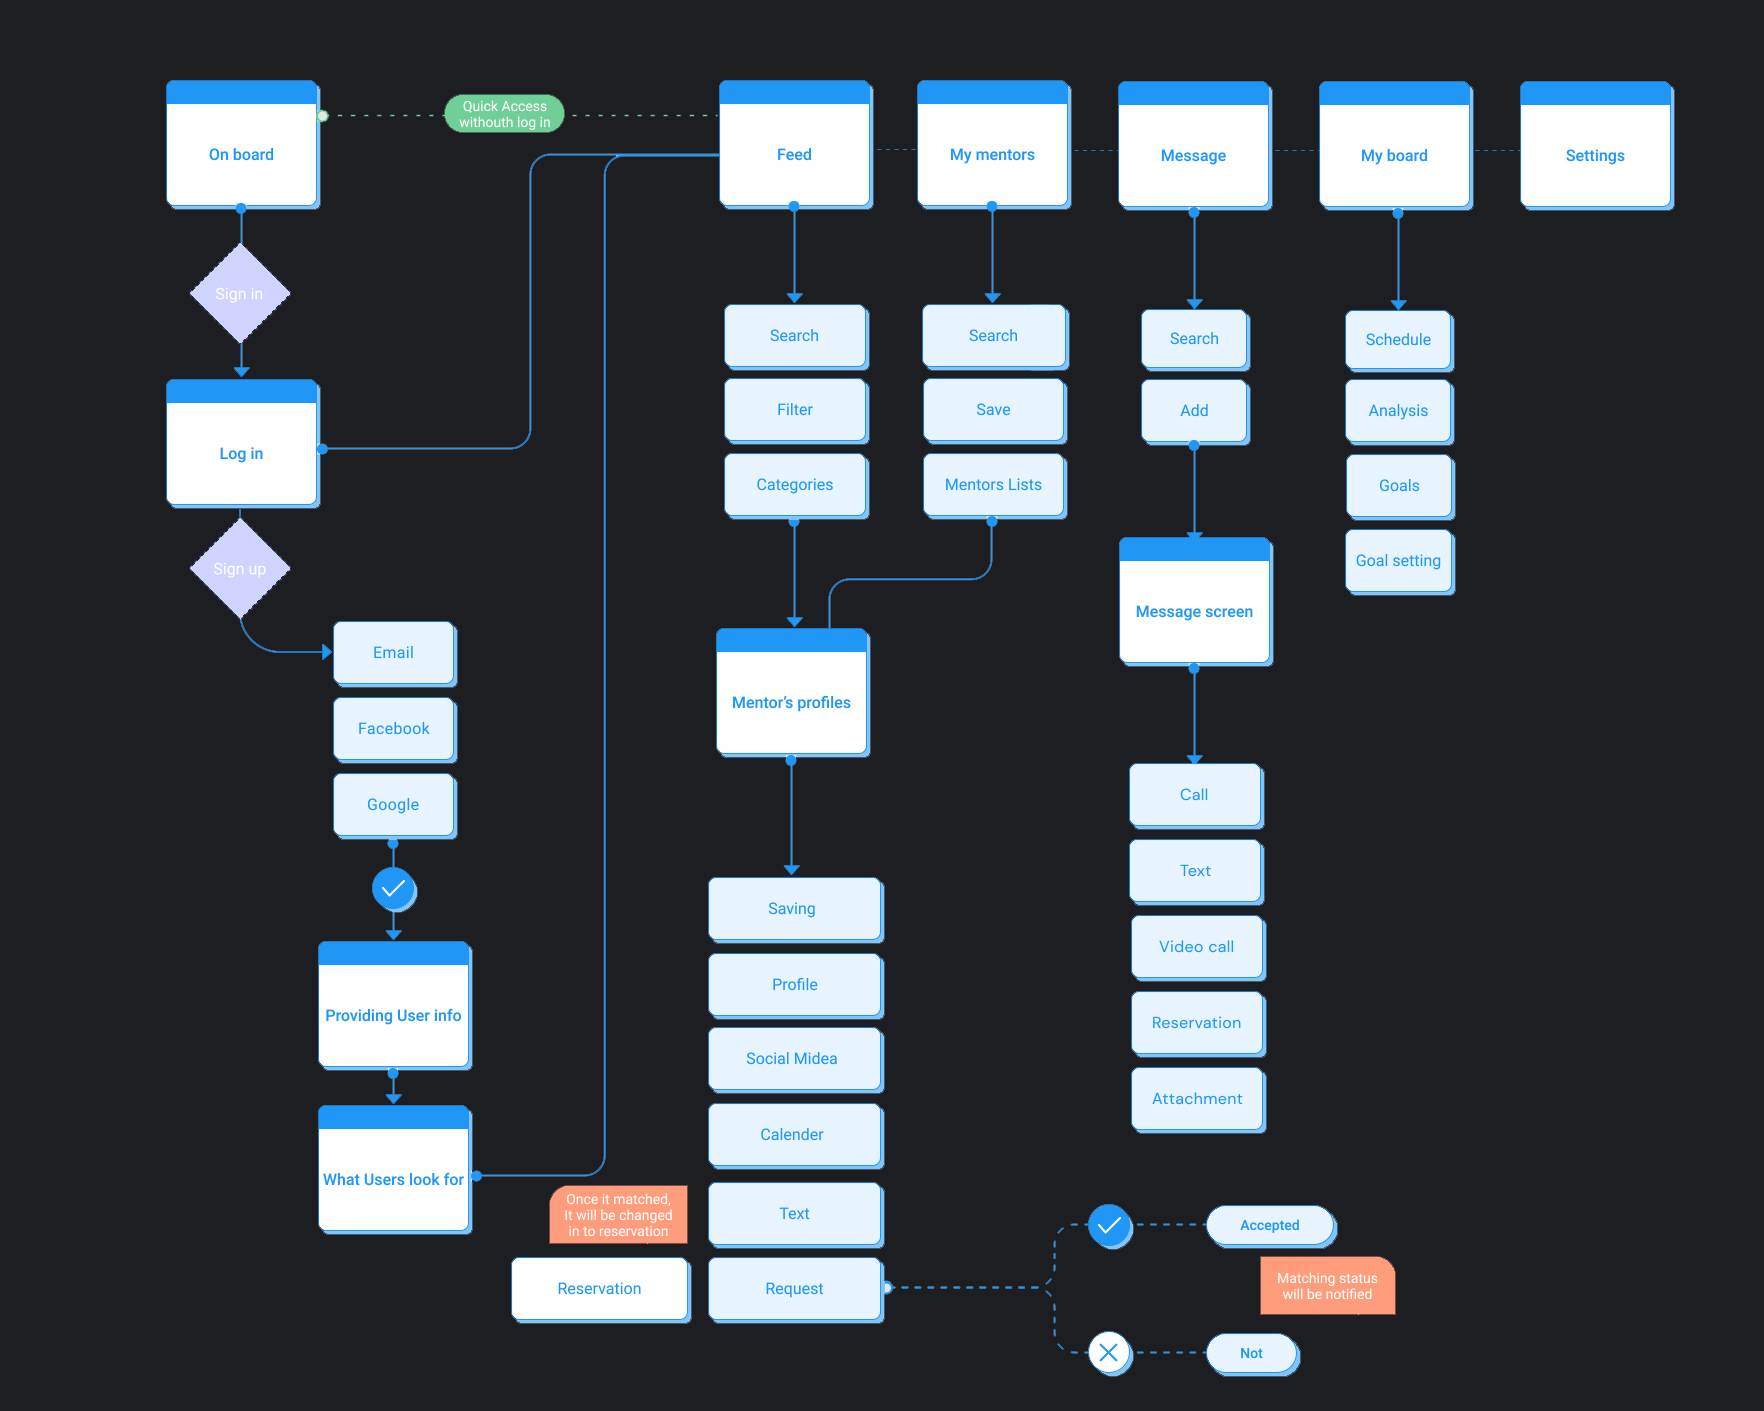 Quick Access
withouth log in
On board
Feed
My mentors
Message
My board
Settings
Sign in
Log in
Sign up
Email
Facebook
Google
Providing User info
What Users look for
Search
Filter
Categories
Search
Save
Mentors Lists
Mentor's profiles
Saving
Profile
Social Midea
Calender
Text
Request
Once it matched,
It will be changed
in to reservation
Reservation
Search
Add
Message screen
Call
Text
Video call
Reservation
Attachment
Schedule
Analysis
Goals
Goal setting
Accepted
Matching status
will be notified
Not